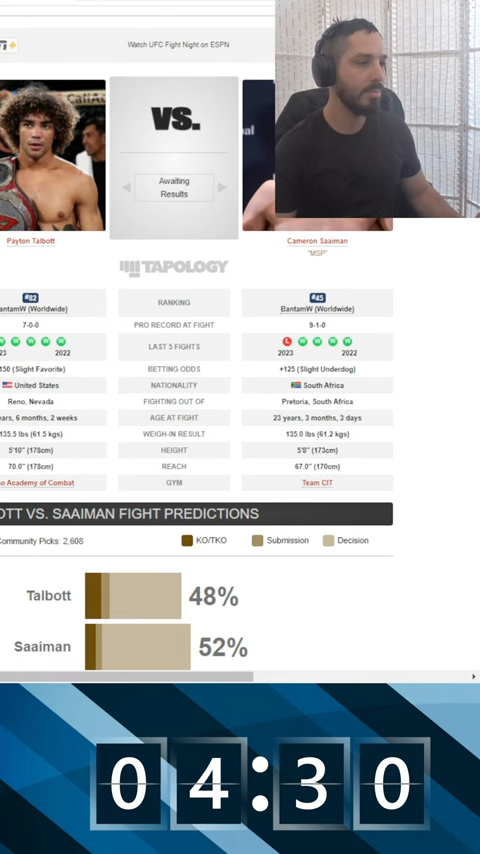 Watch UFC Fight Night on ESPN
VS.
Awaiting
Results
Payton Talbott
Cameron Saaiman
"MSP"
TAPOLOGY
#82
#45
BantamW (Worldwide)
RANKING
BantamW (Worldwide)
7-0-0
PRO RECORD AT FIGHT
9-1-0
W W W W
LAST 5 FIGHTS
L W W W W
2022
2023
2022
150 (Slight Favorite)
BETTING ODDS
+125 (Slight Underdog)
United States
NATIONALITY
South Africa
Reno, Nevada
FIGHTING OUT OF
Pretoria, South Africa
ears, 6 months, 2 weeks
AGE AT FIGHT
23 years, 3 months, 3 days
135.5 lbs (61.5 kgs)
WEIGH-IN RESULT
135.0 lbs (61.2 kgs)
5'10" (178cm)
HEIGHT
5'8" (173cm)
70.0" (178cm)
REACH
67.0" (170cm)
o Academy of Combat
GYM
Team CIT
OTT VS. SAAIMAN FIGHT PREDICTIONS
Community Picks: 2,608
KO/TKO
Submission
Decision
Talbott
48%
Saaiman
52%
04:30